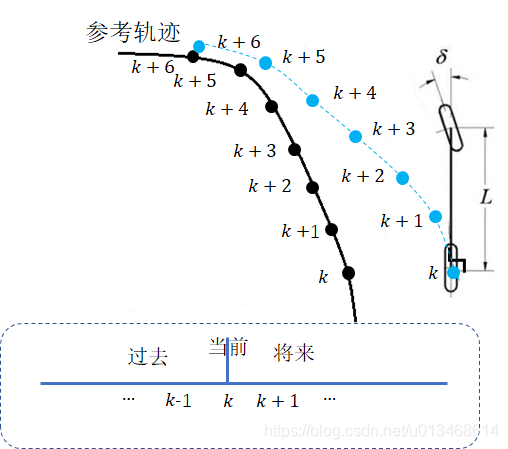 参考轨迹
k + 6
k + 6
k + 5
k + 5
δ
k + 4
k + 4
k + 3
k + 3
k + 2
k + 2
L
k + 1
k +1
k
k
过去
当前
将来
... k-1 k k + 1 ...
https://blog.csdn.net/u013468614